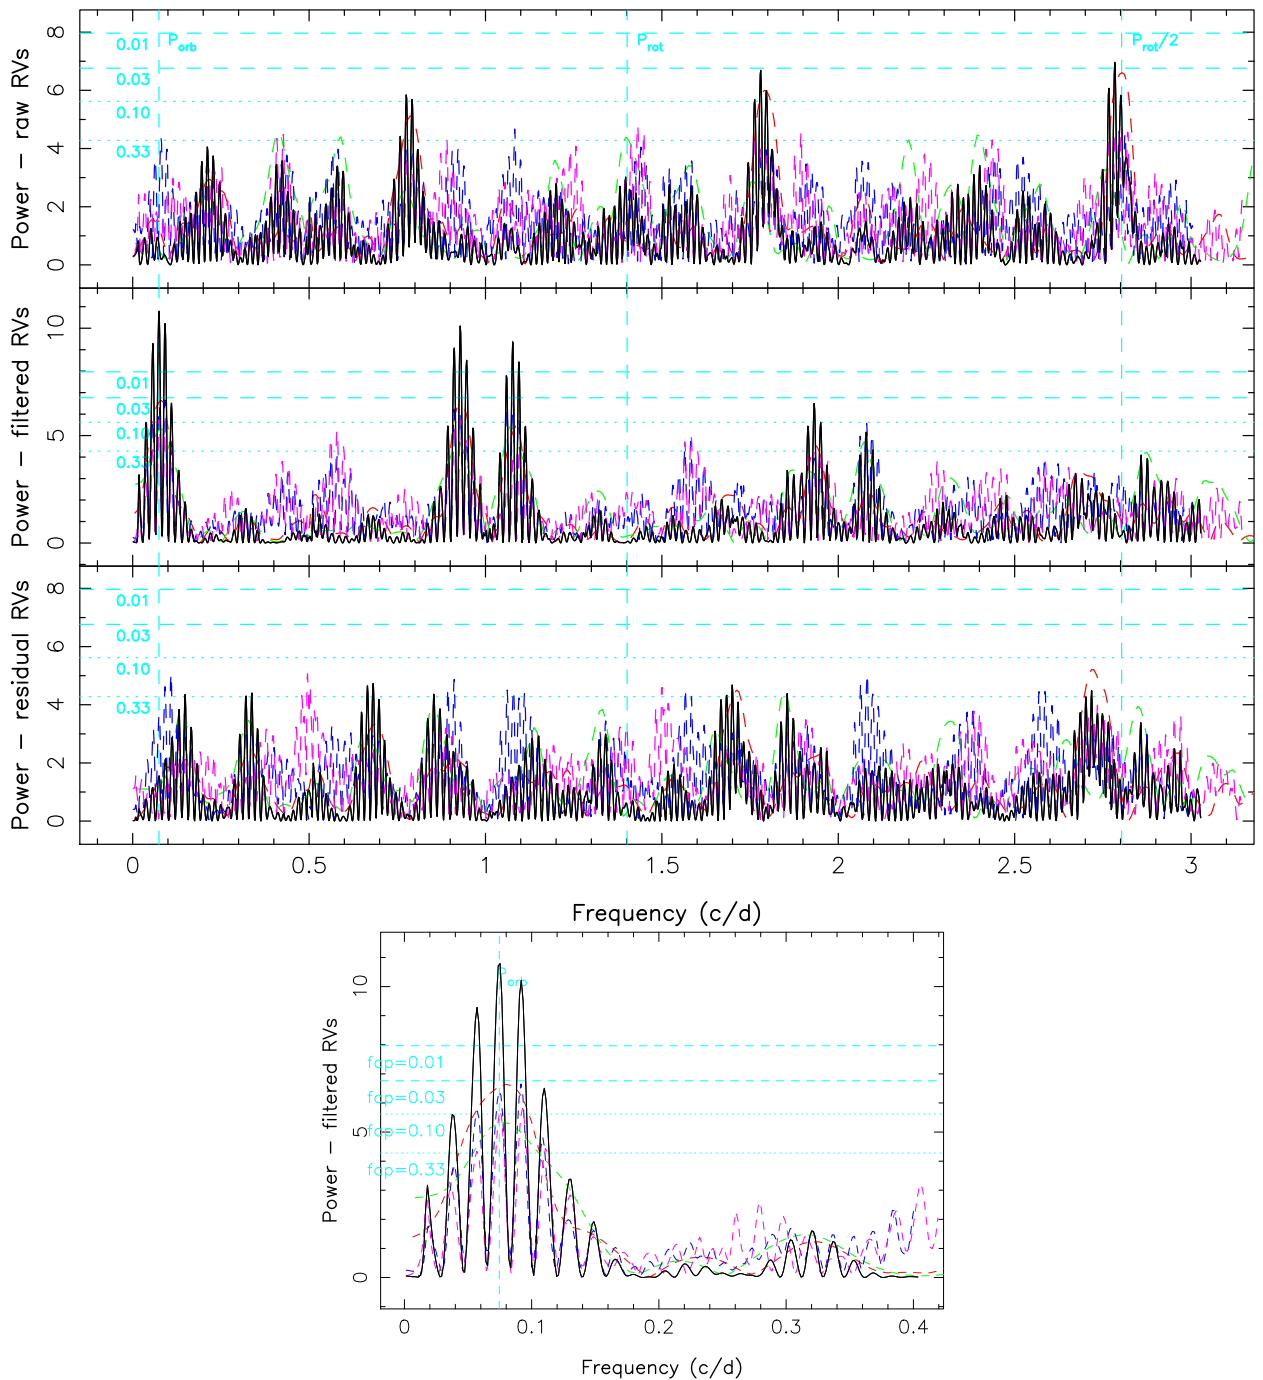 Power – raw RVs
8
6
4
2
0
0.01
0.03
0.10
0.33
Porb
Prot
Prot/2
Power – filtered RVs
10
5
0
0.01
0.03
0.10
0.33
Power – residual RVs
8
6
4
2
0
0.01
0.03
0.10
0.33
0 0.5 1 1.5 2 2.5 3
Frequency (c/d)
Power – filtered RVs
10
5
0
Porb
fap=0.01
fap=0.03
fap=0.10
fap=0.33
0 0.1 0.2 0.3 0.4
Frequency (c/d)